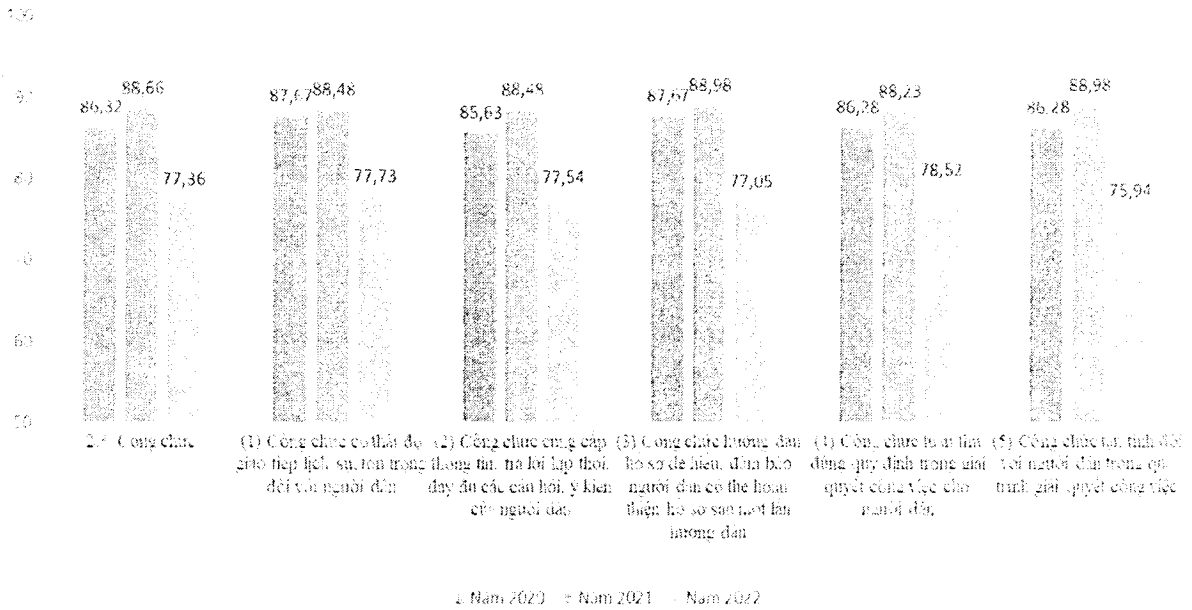 100
90
80
70
60
50
86,32
88,66
77,36
87,67
88,48
77,73
85,63
88,48
77,54
87,67
88,98
77,05
86,28
88,23
78,52
86,28
88,98
75,94
Công chức
(1) Công chức có thái độ
giao tiếp lịch sự, tôn trọng
đối với người dân
(2) Công chức cung cấp
thông tin, trả lời kịp thời,
đầy đủ các câu hỏi, ý kiến
của người dân
(3) Công chức hướng dẫn
hồ sơ dễ hiểu, đảm bảo
người dân có thể hoàn
thiện hồ sơ sau một lần
hướng dẫn
(4) Công chức tuân thủ
đúng quy định trong giải
quyết công việc cho
người dân
(5) Công chức tận tình đối
với người dân trong quá
trình giải quyết công việc
Năm 2020 Năm 2021 Năm 2022